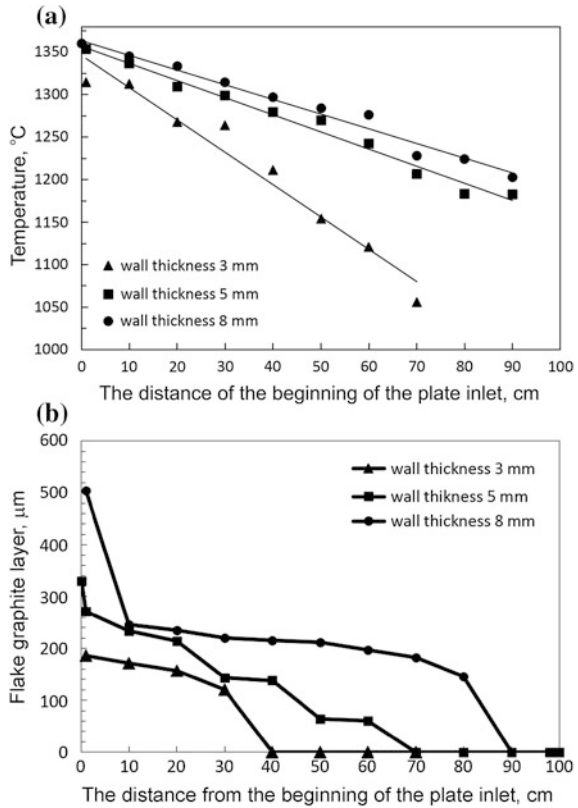 (a)
1350
1300
1250
1200
1150
1100
1050
1000
Temperature, °C
wall thickness 3 mm
wall thickness 5 mm
wall thickness 8 mm
0 10 20 30 40 50 60 70 80 90 100
The distance of the beginning of the plate inlet, cm
(b)
600
500
400
300
200
100
0
Flake graphite layer, µm
wall thickness 3 mm
wall thikness 5 mm
wall thickness 8 mm
0 10 20 30 40 50 60 70 80 90 100
The distance from the beginning of the plate inlet, cm